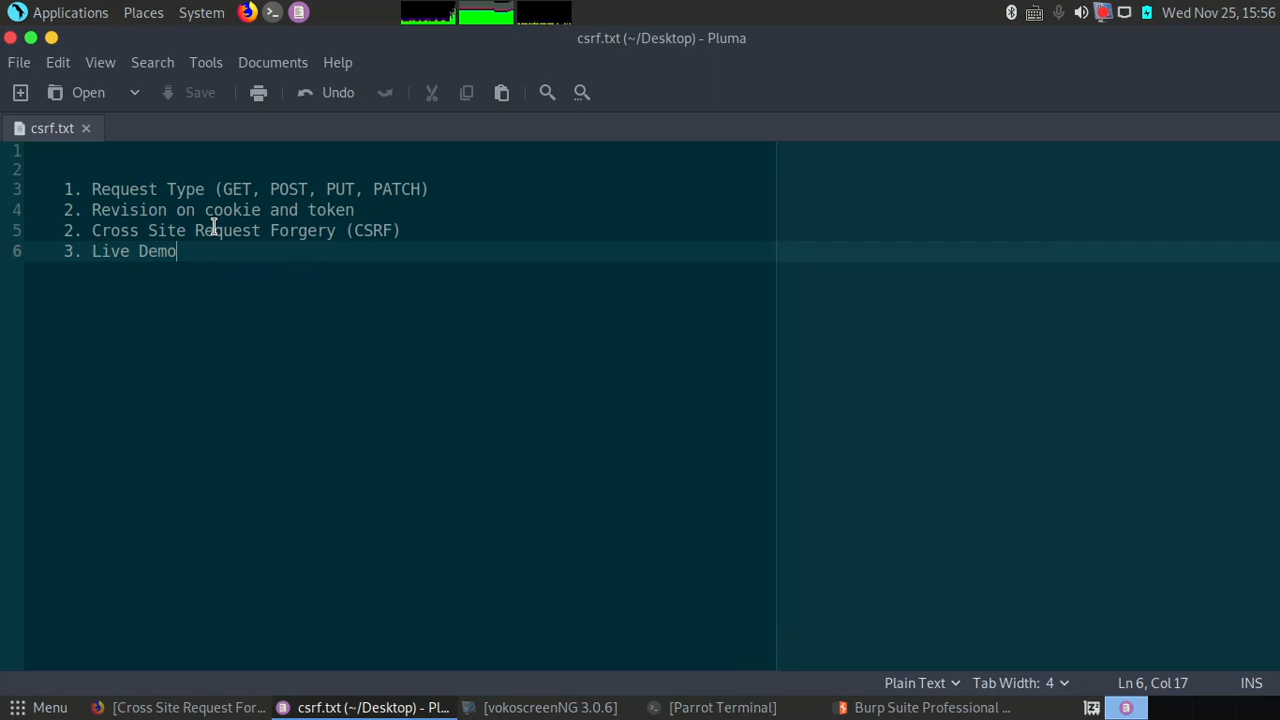 Applications Places System Wed Nov 25, 15:56
csrf.txt (~/Desktop) - Pluma
File Edit View Search Tools Documents Help
Open Save Undo
csrf.txt
1
2
3 1. Request Type (GET, POST, PUT, PATCH)
4 2. Revision on cookie and token
5 2. Cross Site Request Forgery (CSRF)
6 3. Live Demo
Plain Text Tab Width: 4 Ln 6, Col 17 INS
Menu [Cross Site Request For... csrf.txt (~/Desktop) - Pl... [vokoscreenNG 3.0.6] [Parrot Terminal] Burp Suite Professional ...